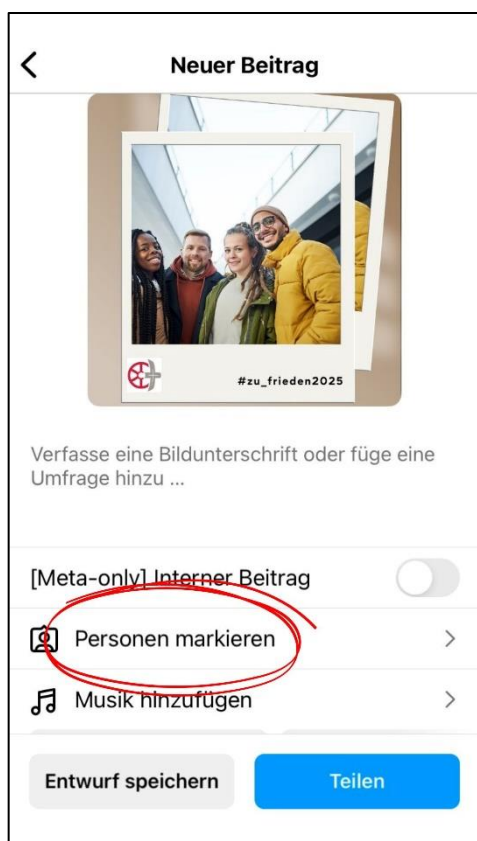 Neuer Beitrag
#zu_frieden2025
Verfasse eine Bildunterschrift oder füge eine
Umfrage hinzu ...
[Meta-only] Interner Beitrag
Personen markieren
Musik hinzufügen
Entwurf speichern
Teilen